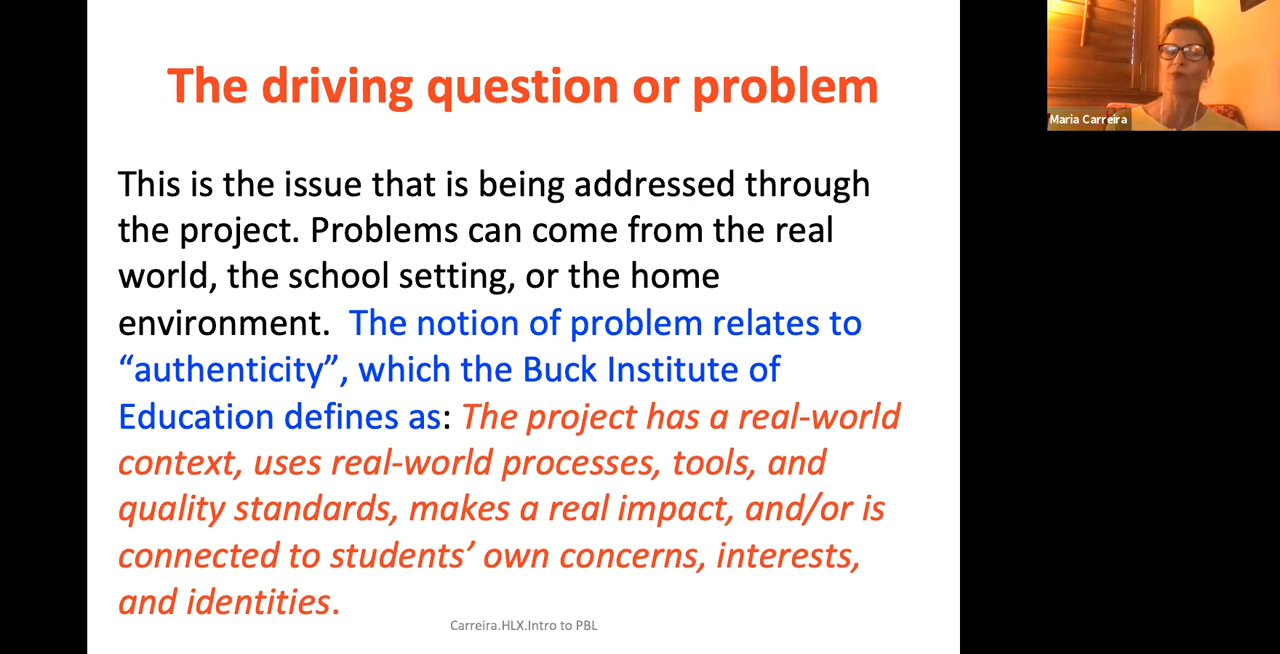 The driving question or problem
Maria Carreira
This is the issue that is being addressed through
the project. Problems can come from the real
world, the school setting, or the home
environment.  The notion of problem relates to
“authenticity”, which the Buck Institute of
Education defines as: The project has a real-world
context, uses real-world processes, tools, and
quality standards, makes a real impact, and/or is
connected to students’ own concerns, interests,
and identities.
Carreira.HLX.Intro to PBL